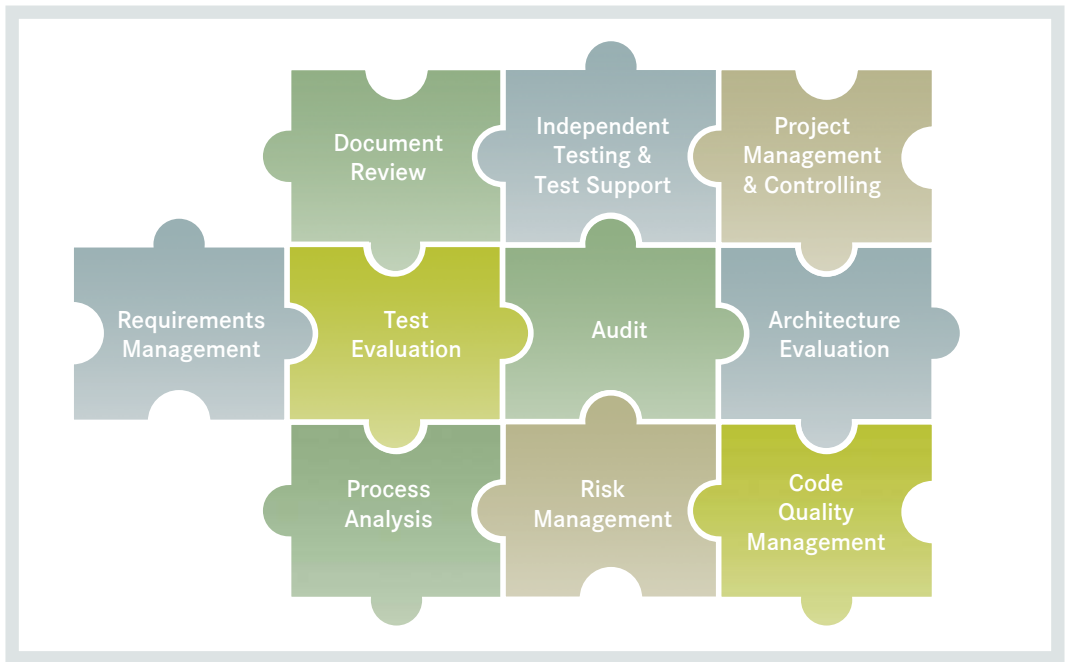 Document
Review
Independent
Testing &
Test Support
Project
Management
& Controlling
Requirements
Management
Test
Evaluation
Audit
Architecture
Evaluation
Process
Analysis
Risk
Management
Code
Quality
Management